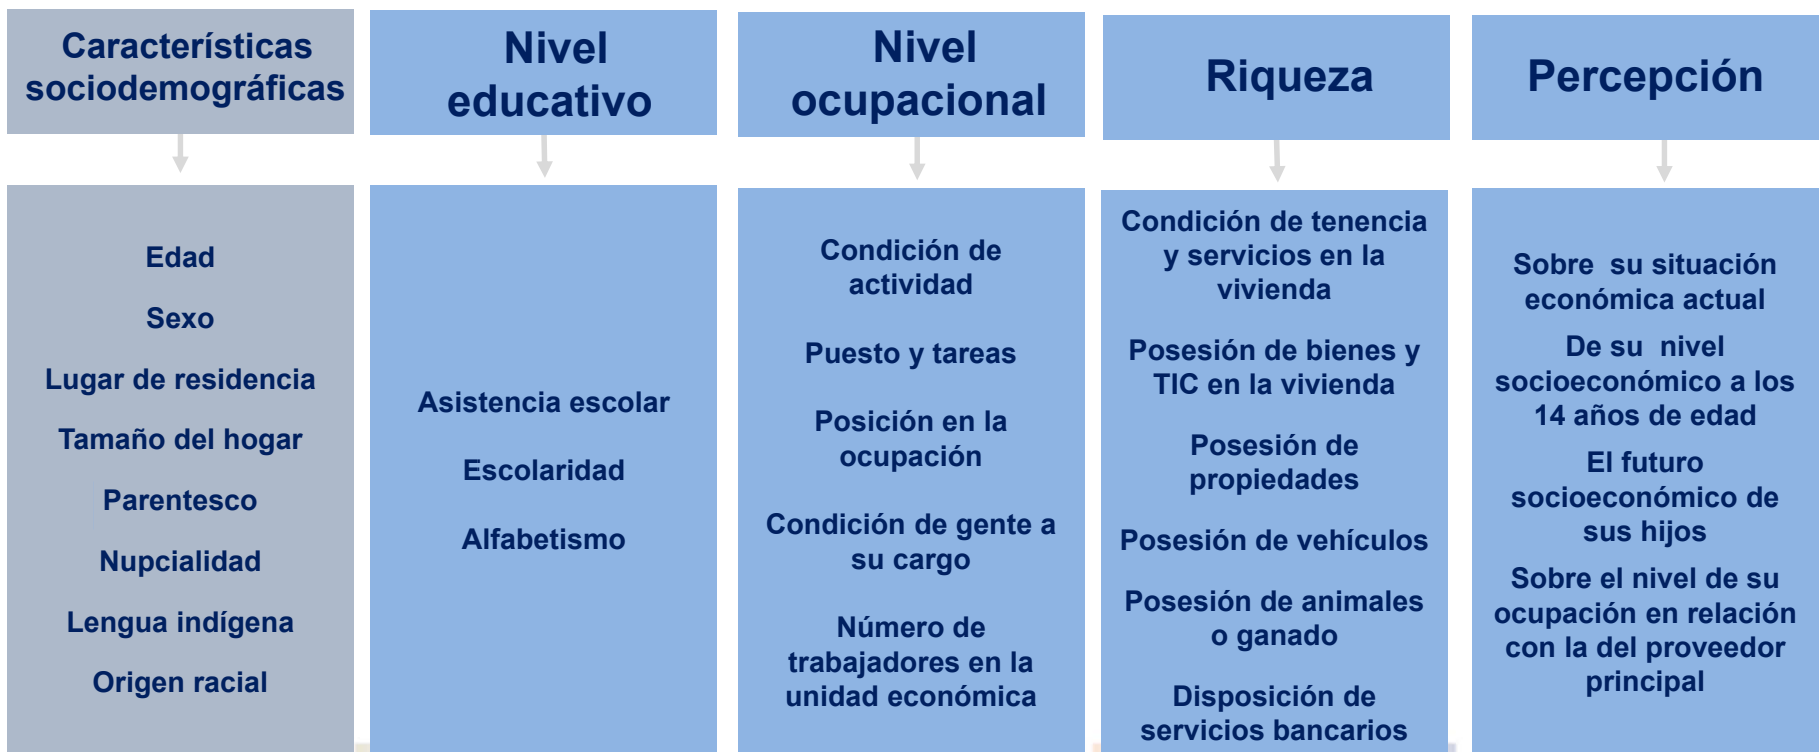 Características
sociodemográficas
Edad
Sexo
Lugar de residencia
Tamaño del hogar
Parentesco
Nupcialidad
Lengua indígena
Origen racial
Nivel
educativo
Asistencia escolar
Escolaridad
Alfabetismo
Nivel
ocupacional
Condición de
actividad
Puesto y tareas
Posición en la
ocupación
Condición de gente a
su cargo
Número de
trabajadores en la
unidad económica
Riqueza
Condición de tenencia
y servicios en la
vivienda
Posesión de bienes y
TIC en la vivienda
Posesión de
propiedades
Posesión de vehículos
Posesión de animales
o ganado
Disposición de
servicios bancarios
Percepción
Sobre su situación
económica actual
De su nivel
socioeconómico a los
14 años de edad
El futuro
socioeconómico de
sus hijos
Sobre el nivel de su
ocupación en relación
con la del proveedor
principal